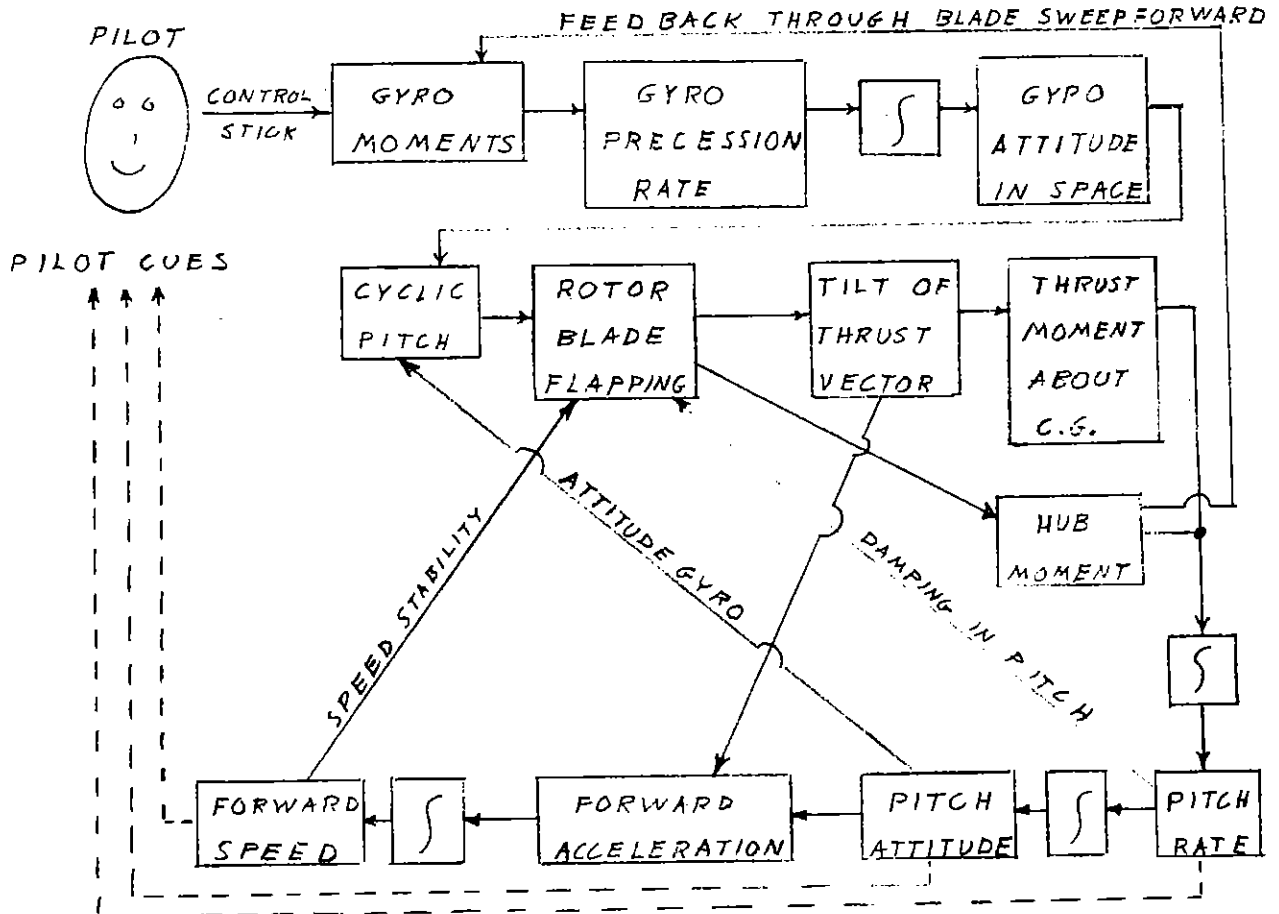 FEED BACK THROUGH BLADE SWEEPFORWARD
PILOT
CONTROL
STICK
GYRO
MOMENTS
GYRO
PRECESSION
RATE
∫
GYPO
ATTITUDE
IN SPACE
PILOT CUES
CYCLIC
PITCH
ROTOR
BLADE
FLAPPING
TILT OF
THRUST
VECTOR
THRUST
MOMENT
ABOUT
C.G.
HUB
MOMENT
SPEED STABILITY
ATTITUDE GYRO
DAMPING IN PITCH
∫
FORWARD
SPEED
∫
FORWARD
ACCELERATION
PITCH
ATTITUDE
∫
PITCH
RATE